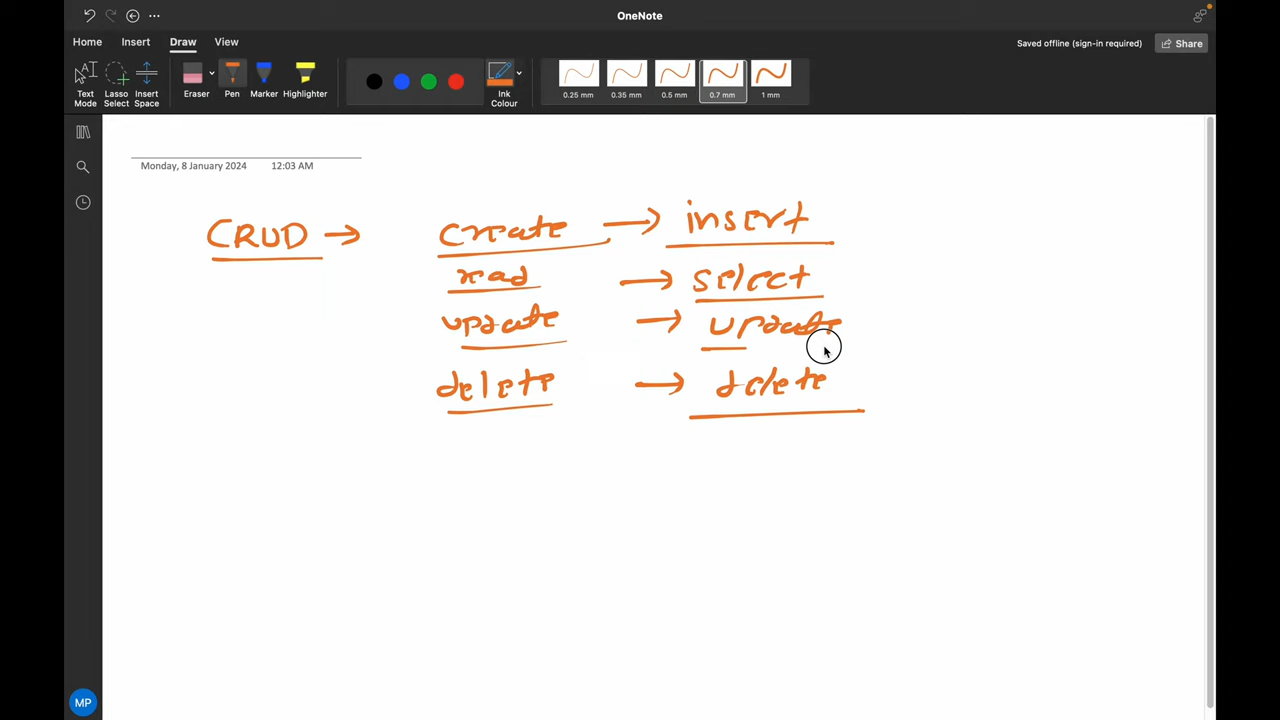 OneNote
Home Insert Draw View
Saved offline (sign-in required) Share
Text Mode
Lasso Select
Insert Space
Eraser
Pen
Marker
Highlighter
Ink Colour
0.25 mm 0.35 mm 0.5 mm 0.7 mm 1 mm
Monday, 8 January 2024 12:03 AM
CRUD → create → insert
read → select
update → update
delete → delete
MP